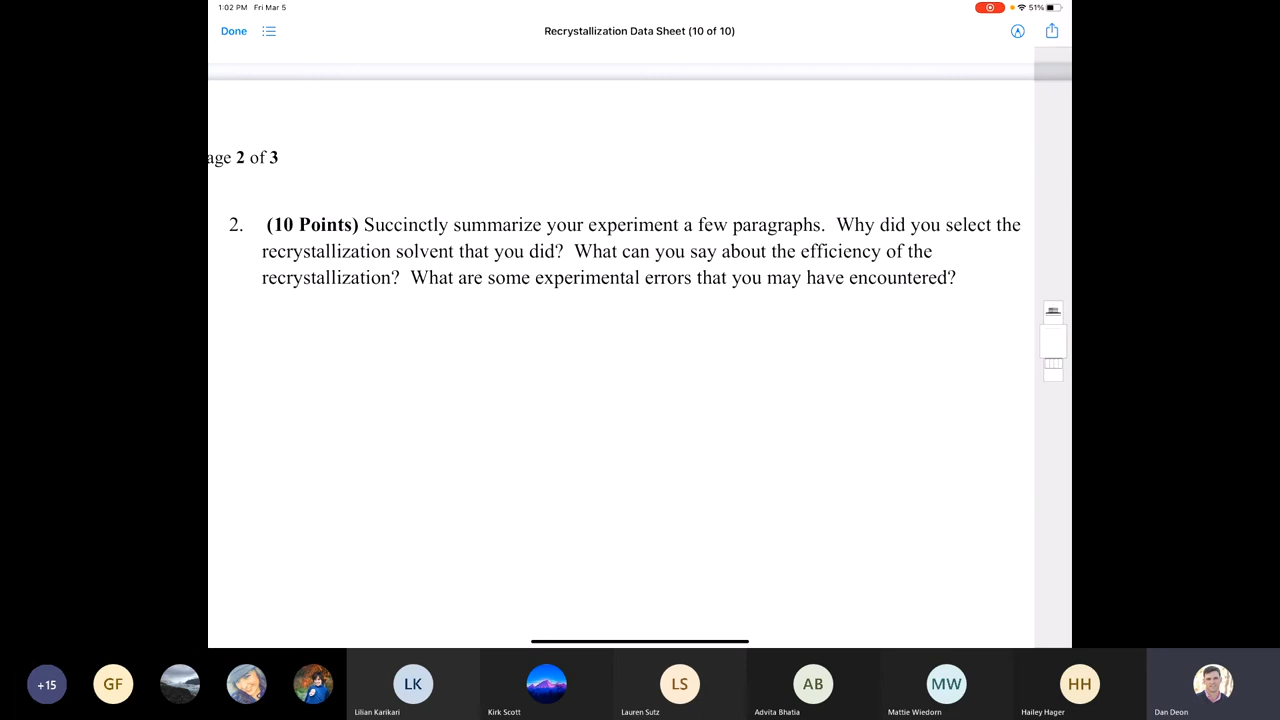 1:02 PM Fri Mar 5
51%
Done
Recrystallization Data Sheet (10 of 10)
age 2 of 3
2. (10 Points) Succinctly summarize your experiment a few paragraphs. Why did you select the
recrystallization solvent that you did? What can you say about the efficiency of the
recrystallization? What are some experimental errors that you may have encountered?
+15
GF
LK
LS
AB
MW
HH
Lilian Karikari
Kirk Scott
Lauren Sutz
Advita Bhatia
Mattie Wiedorn
Hailey Hager
Dan Deon